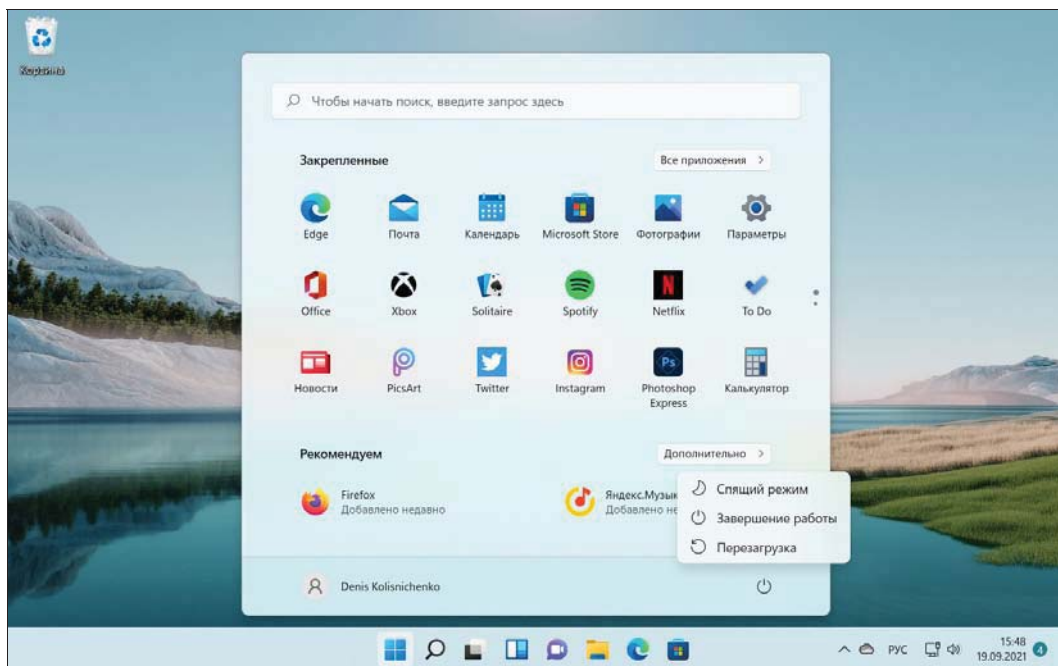 Корзина
Чтобы начать поиск, введите запрос здесь
Закрепленные
Все приложения
Edge
Почта
Календарь
Microsoft Store
Фотографии
Параметры
Office
Xbox
Solitaire
Spotify
Netflix
To Do
Новости
PicsArt
Twitter
Instagram
Ps
Photoshop
Express
Калькулятор
Рекомендуем
Дополнительно
Firefox
Добавлено недавно
Яндекс.Музык
Добавлено не
Спящий режим
Завершение работы
Перезагрузка
Denis Kolisnichenko
РУС
15:48
19.09.2021
4